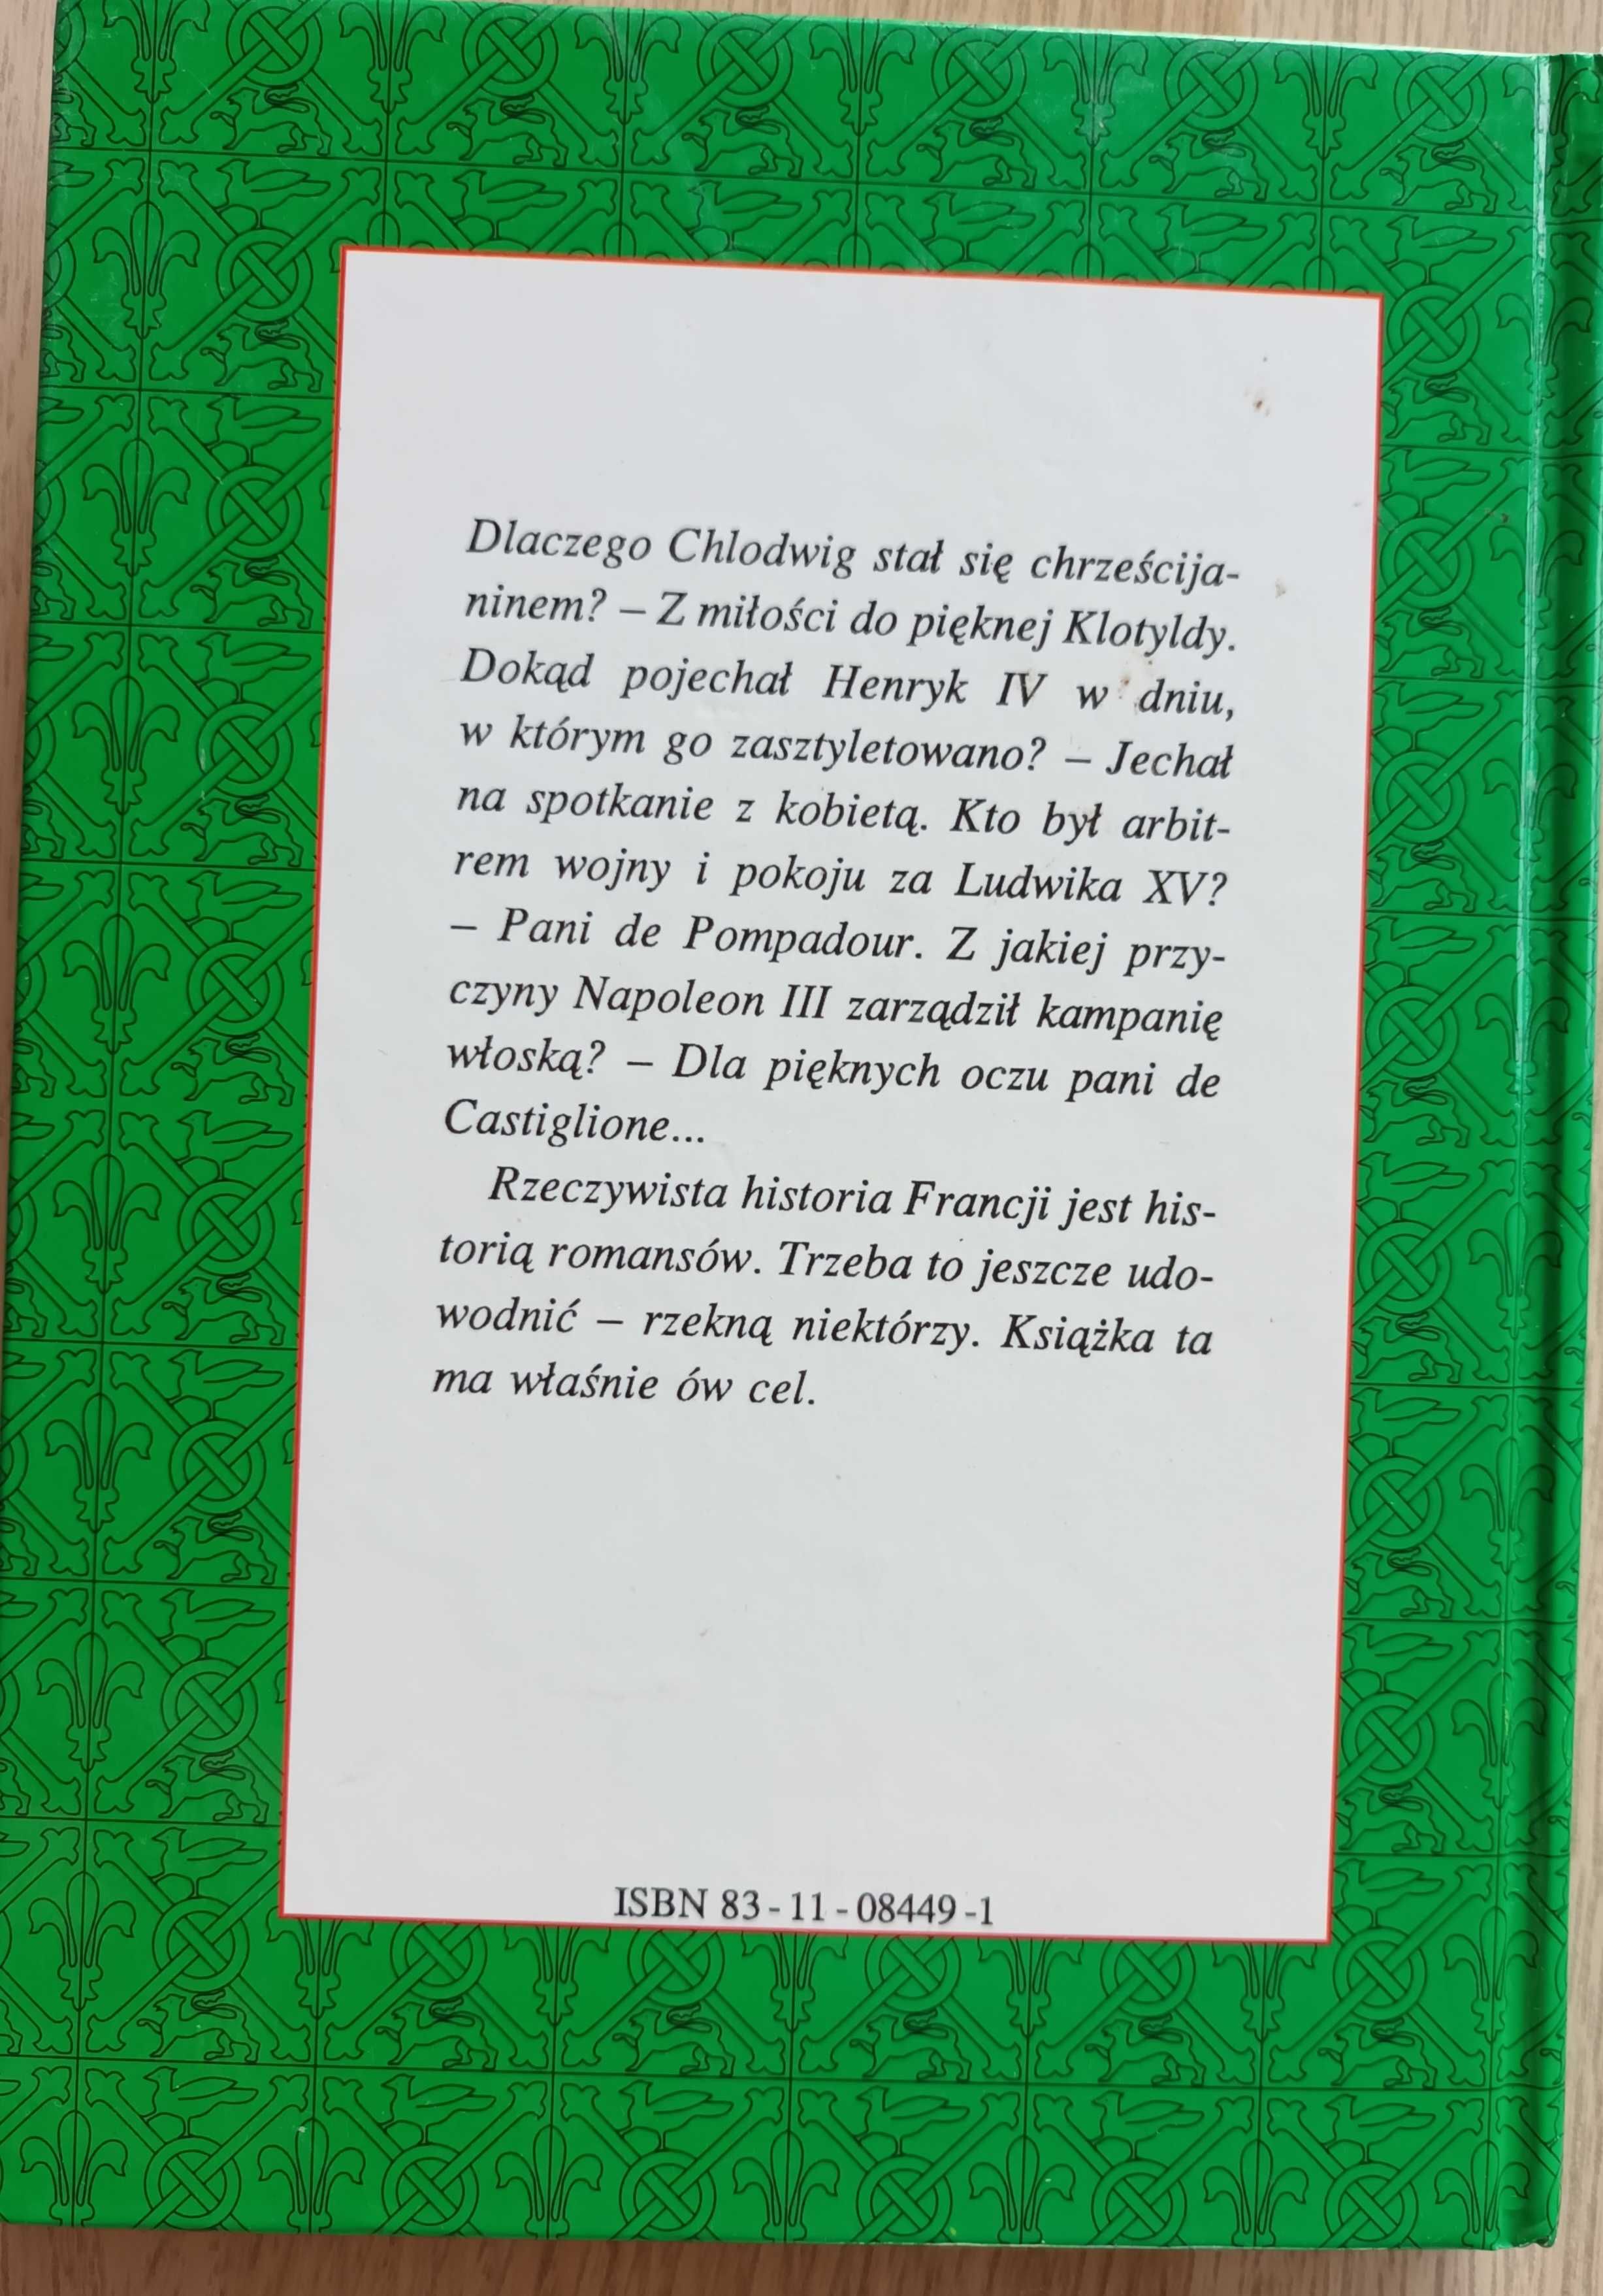 Dlaczego Chlodwig stał się chrześcija-
ninem? – Z miłości do pięknej Klotyldy.
Dokąd pojechał Henryk IV w dniu,
w którym go zasztyletowano? – Jechał
na spotkanie z kobietą. Kto był arbit-
rem wojny i pokoju za Ludwika XV?
– Pani de Pompadour. Z jakiej przy-
czyny Napoleon III zarządził kampanię
włoską? – Dla pięknych oczu pani de
Castiglione...
Rzeczywista historia Francji jest his-
torią romansów. Trzeba to jeszcze udo-
wodnić – rzekną niektórzy. Książka ta
ma właśnie ów cel.
ISBN 83-11-08449-1